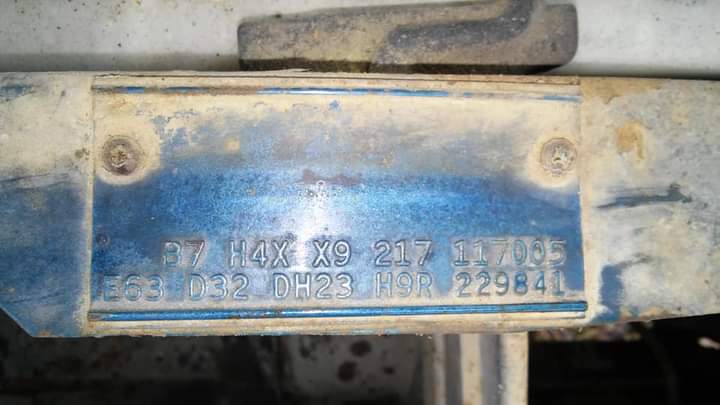 B7 H4X X9 217 117005
E63 D32 DH23 H9R 229841